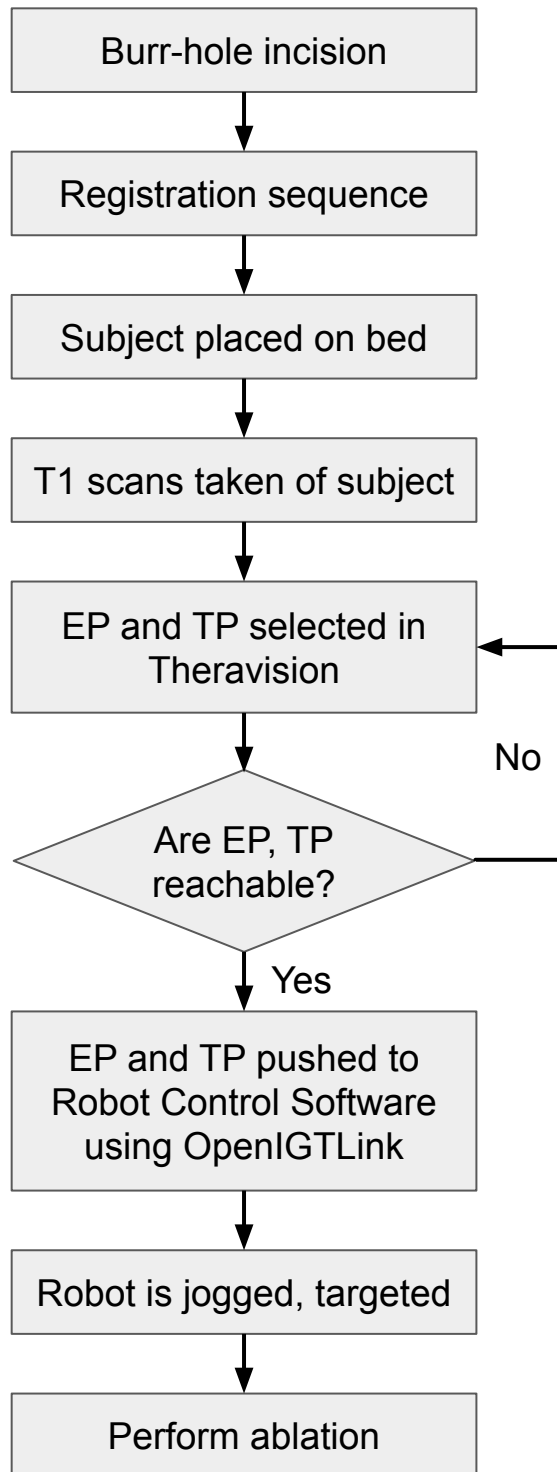 Burr-hole incision
Registration sequence
Subject placed on bed
T1 scans taken of subject
EP and TP selected in
Theravision
No
Are EP, TP
reachable?
Yes
EP and TP pushed to
Robot Control Software
using OpenIGTLink
Robot is jogged, targeted
Perform ablation